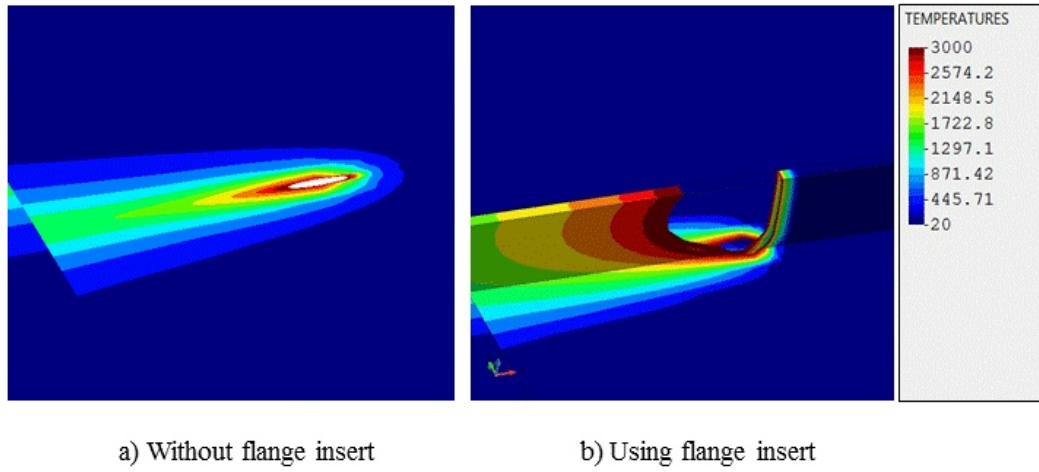 TEMPERATURES
3000
2574.2
2148.5
1722.8
1297.1
871.42
445.71
20
a) Without flange insert
b) Using flange insert